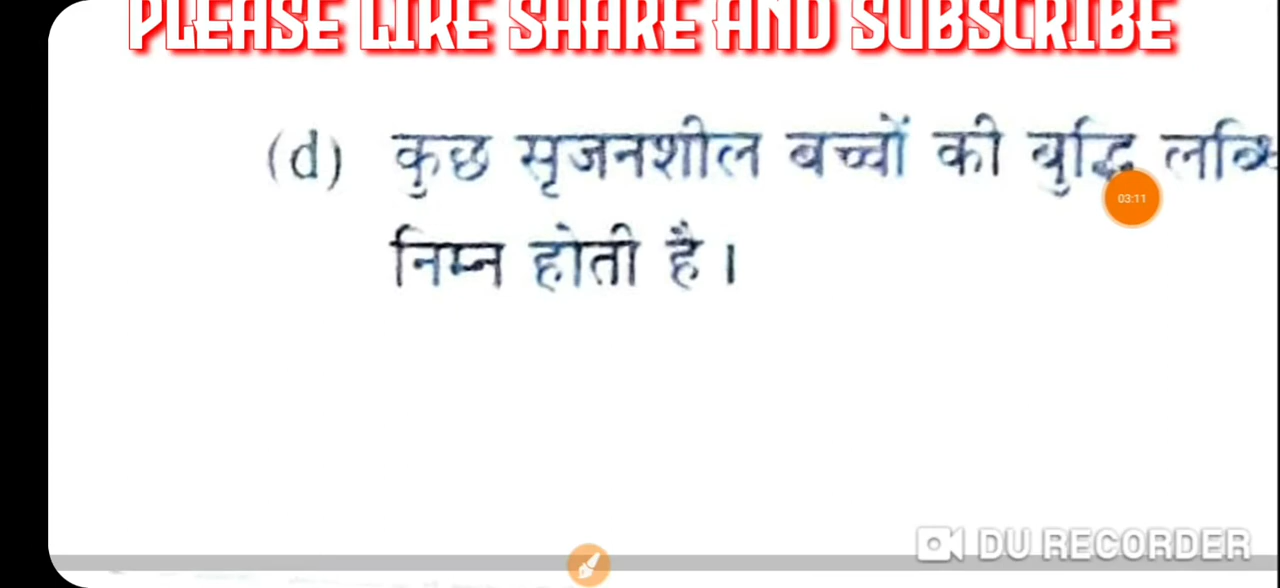 PLEASE LIKE SHARE AND SUBSCRIBE
(d) कुछ सृजनशील बच्चों की बुद्धि
03:11
निम्न होती है।
DU RECORDER